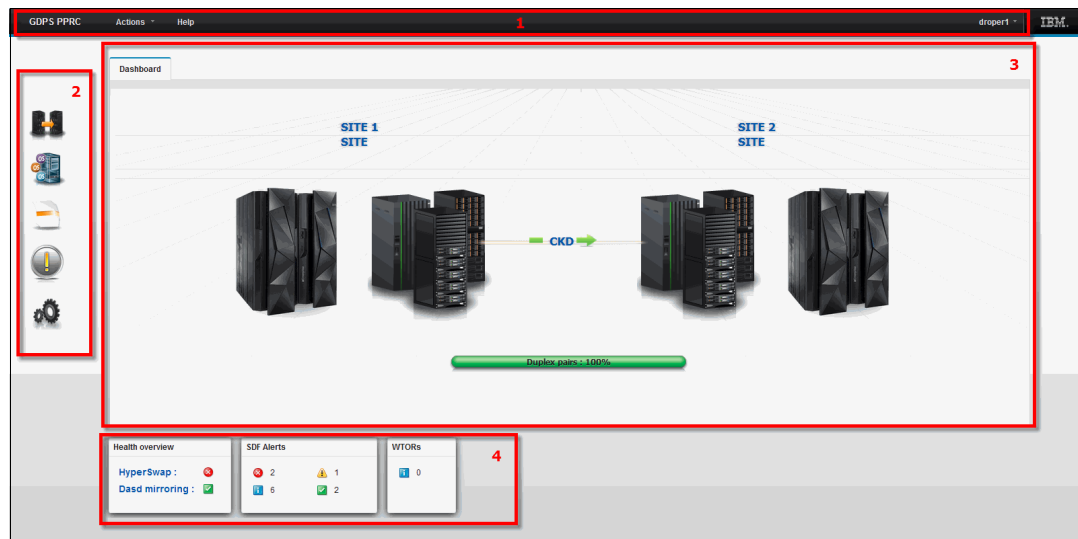 GDPS PPRC Actions Help 1 droper1 IBM.
2
Dashboard 3
SITE 1
SITE
SITE 2
SITE
CKD
Duplex pairs : 100%
Health overview
HyperSwap :
Dasd mirroring :
SDF Alerts
2 1
6 2
WTORs
0
4